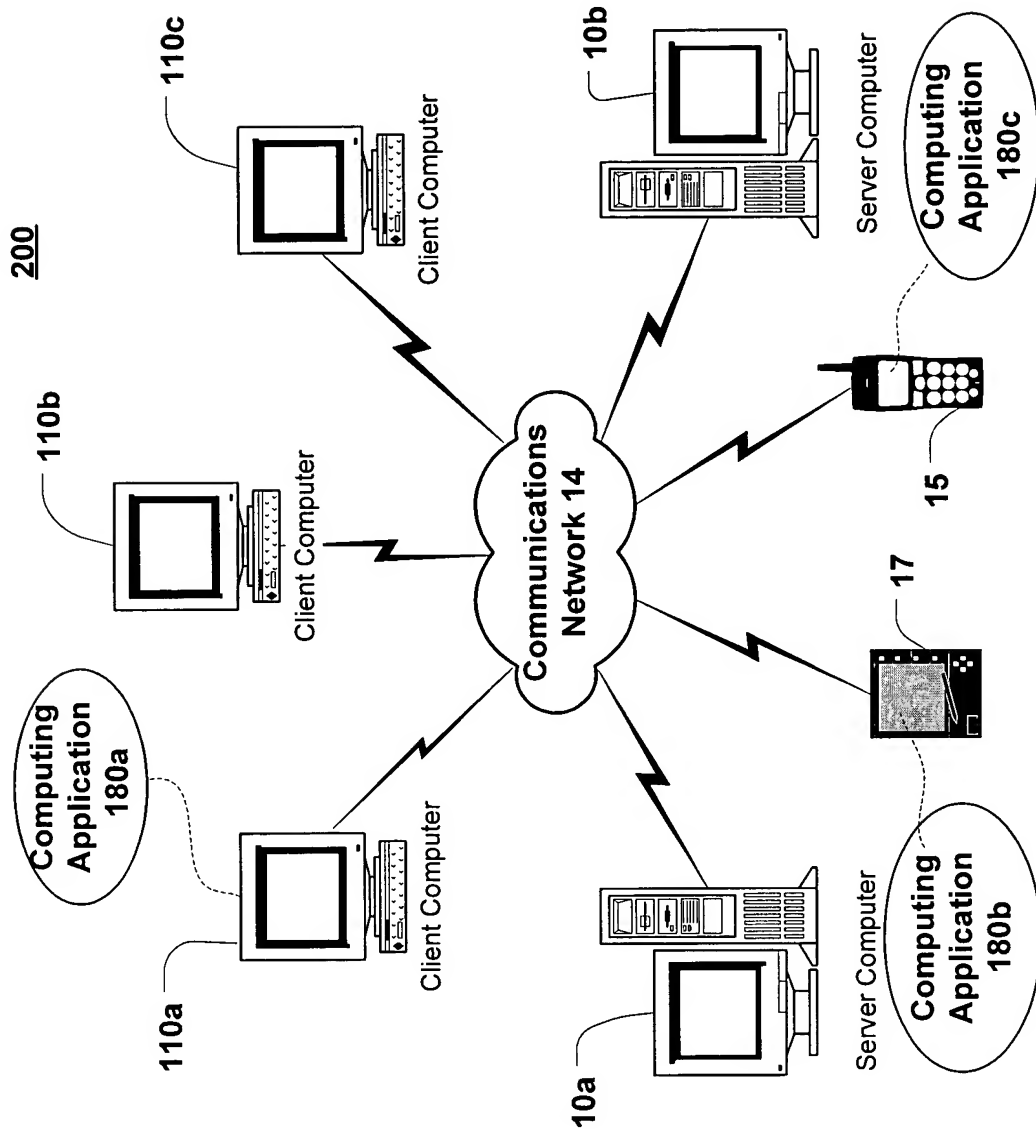 200
Computing
Application
180a
110a
Client Computer
110b
Client Computer
110c
Client Computer
Communications
Network 14
10a
Server Computer
Computing
Application
180b
17
15
10b
Server Computer
Computing
Application
180c